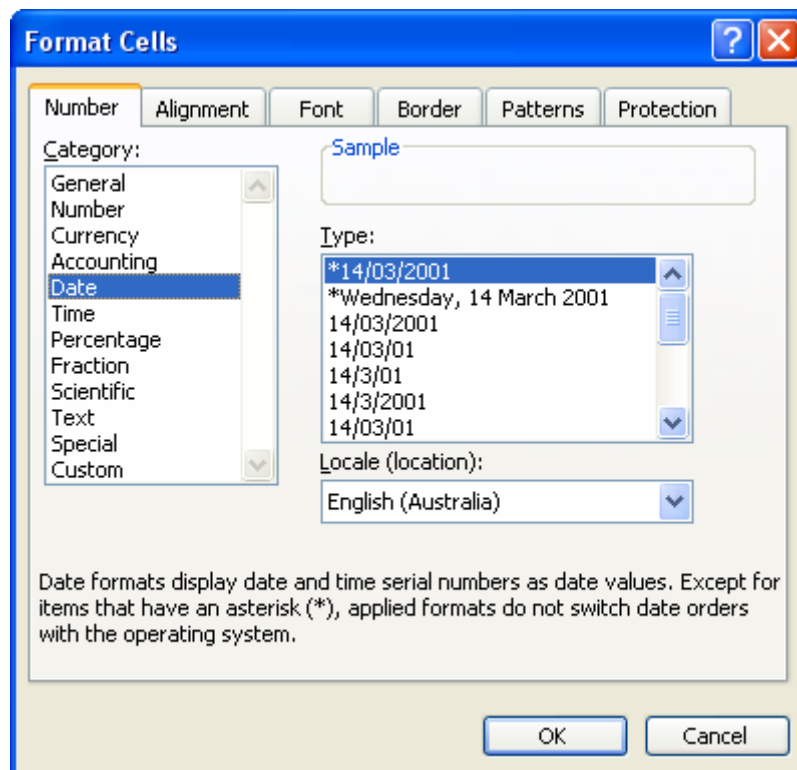 Format Cells
Number Alignment Font Border Patterns Protection
Category:
General
Number
Currency
Accounting
Date
Time
Percentage
Fraction
Scientific
Text
Special
Custom
Sample
Type:
*14/03/2001
*Wednesday, 14 March 2001
14/03/2001
14/03/01
14/3/01
14/3/2001
14/03/01
Locale (location):
English (Australia)
Date formats display date and time serial numbers as date values. Except for
items that have an asterisk (*), applied formats do not switch date orders
with the operating system.
OK Cancel